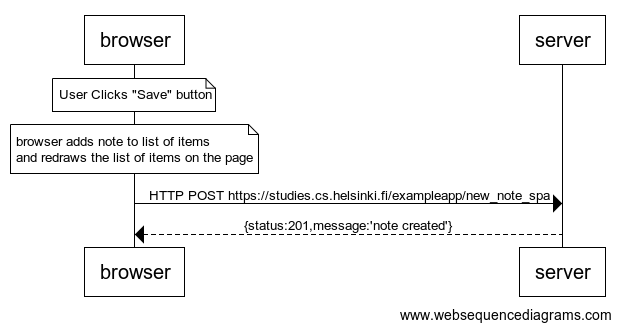 browser
server
User Clicks "Save" button
browser adds note to list of items
and redraws the list of items on the page
HTTP POST https://studies.cs.helsinki.fi/exampleapp/new_note_spa
{status:201,message:'note created'}
browser
server
www.websequencediagrams.com